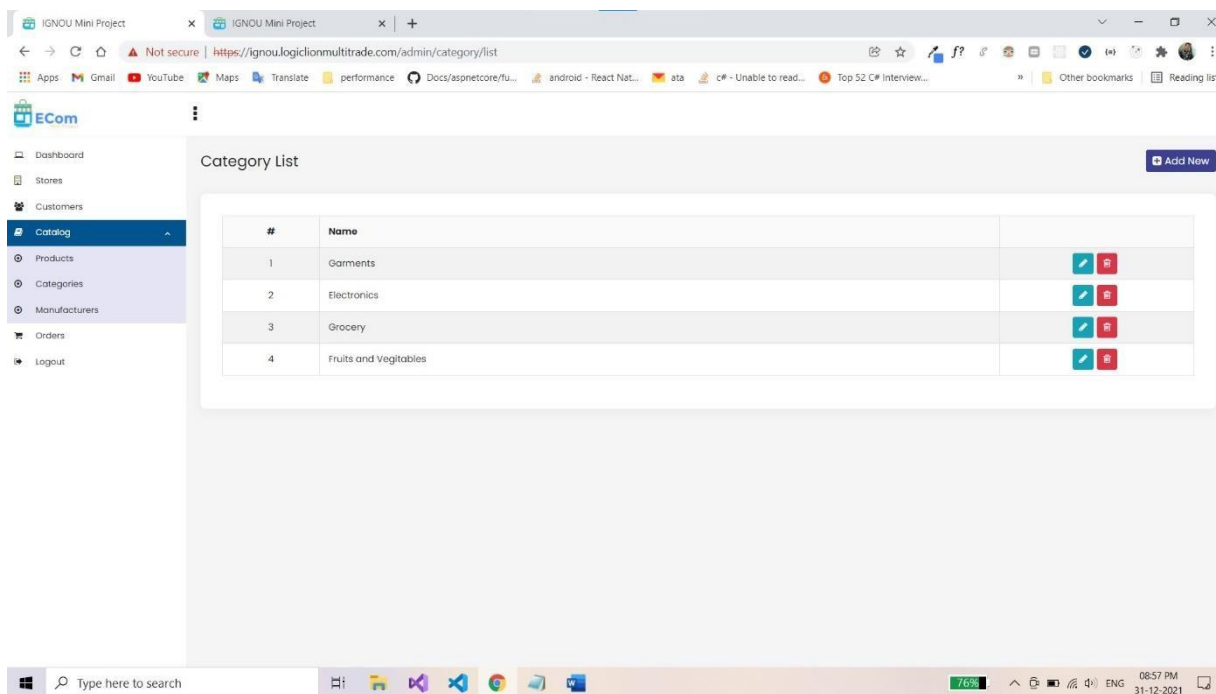 IGNOU Mini Project
IGNOU Mini Project
Not secure | https://ignou.logiclionmultitrade.com/admin/category/list
f?
Apps Gmail YouTube Maps Translate performance Docs/aspnetcore/fu... android - React Nat... ata c# - Unable to read... Top 52 C# Interview... » Other bookmarks Reading lis
ECom
Dashboard
Stores
Customers
Catalog
Products
Categories
Manufacturers
Orders
Logout
Category List
Add New
# Name
1 Garments
2 Electronics
3 Grocery
4 Fruits and Vegitables
Type here to search
76%
ENG
08:57 PM
31-12-2021